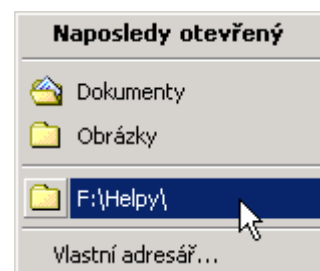 Naposledy otevřený
Dokumenty
Obrázky
F:\Helpy\
Vlastní adresář...